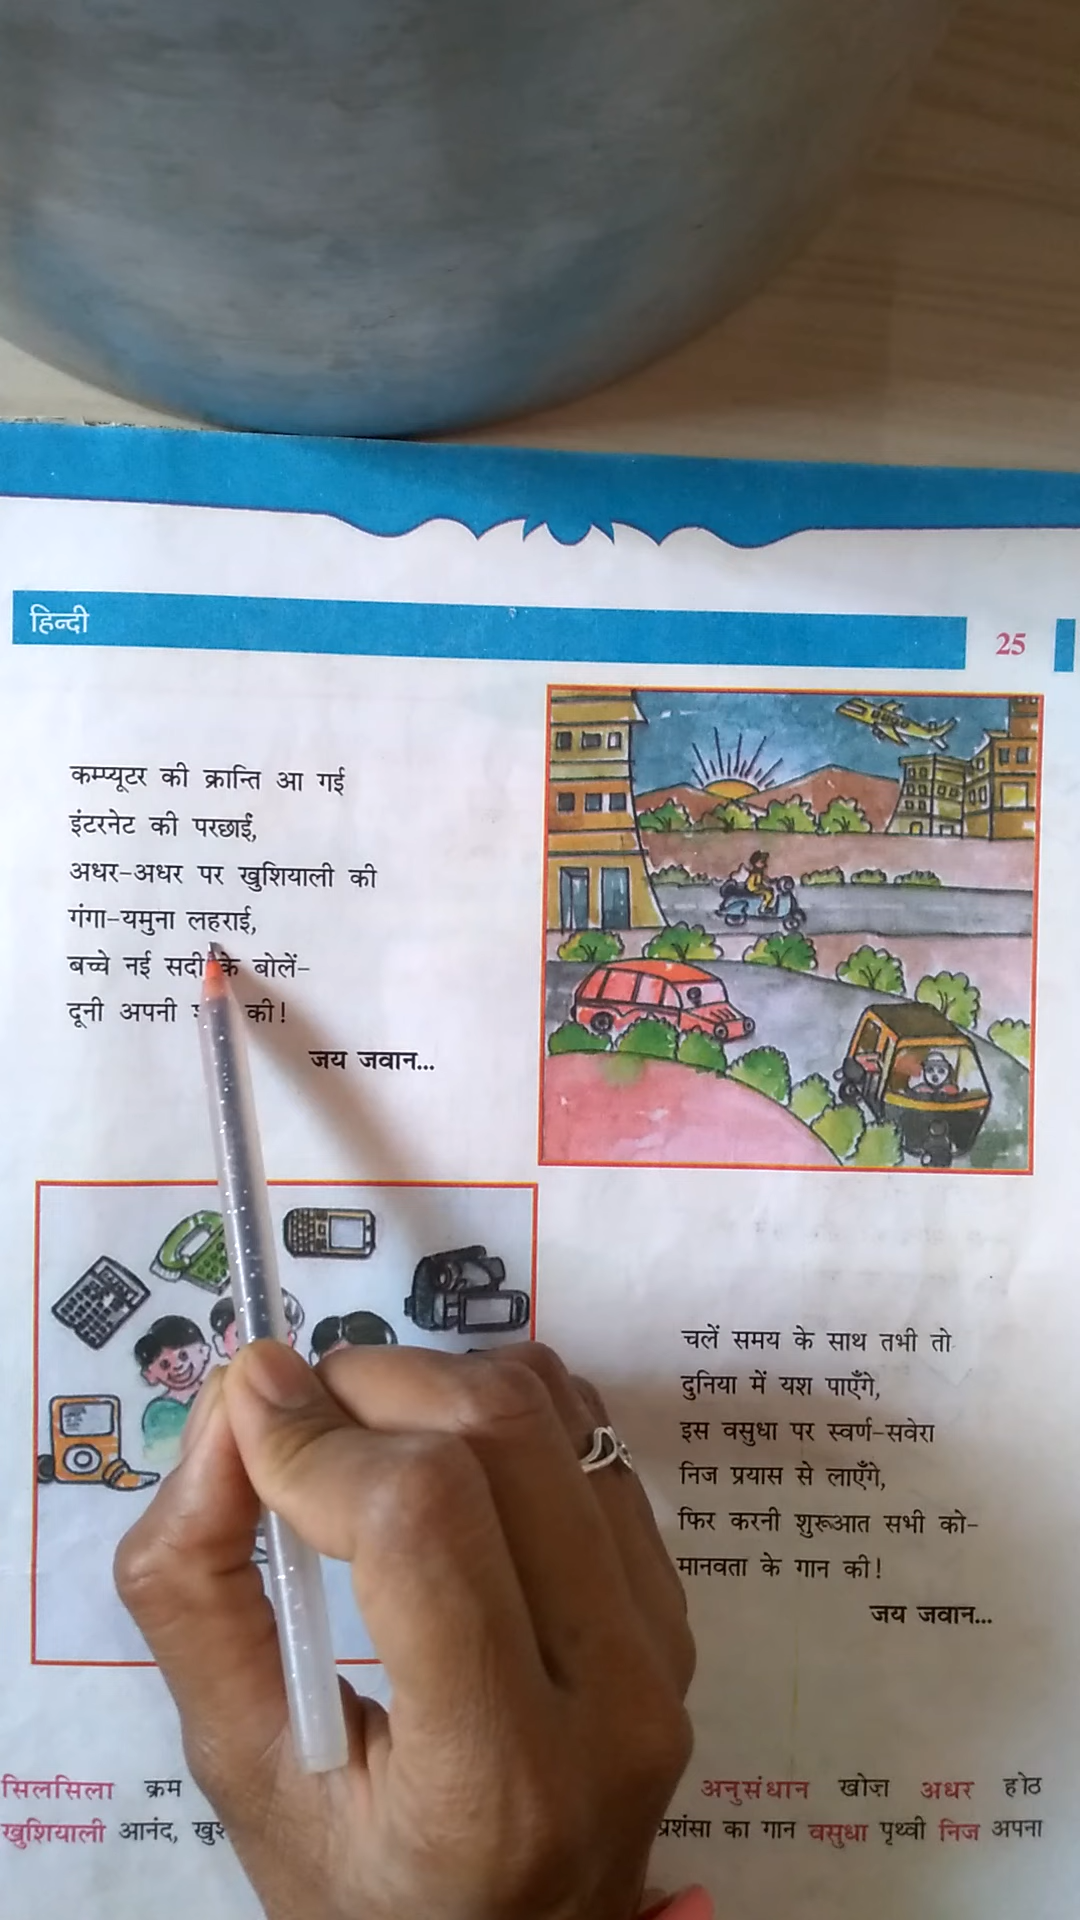 हिन्दी
25
कम्प्यूटर की क्रान्ति आ गई
इंटरनेट की परछाईं,
अधर-अधर पर खुशियाली की
गंगा-यमुना लहराई,
बच्चे नई सदी के बोलें-
दूनी अपनी की!
जय जवान...
चलें समय के साथ तभी तो
दुनिया में यश पाएँगे,
इस वसुधा पर स्वर्ण-सवेरा
निज प्रयास से लाएँगे,
फिर करनी शुरूआत सभी को-
मानवता के गान की!
जय जवान...
सिलसिला क्रम अनुसंधान खोज़ अधर होठ
खुशियाली आनंद, प्रशंसा का गान वसुधा पृथ्वी निज अपना